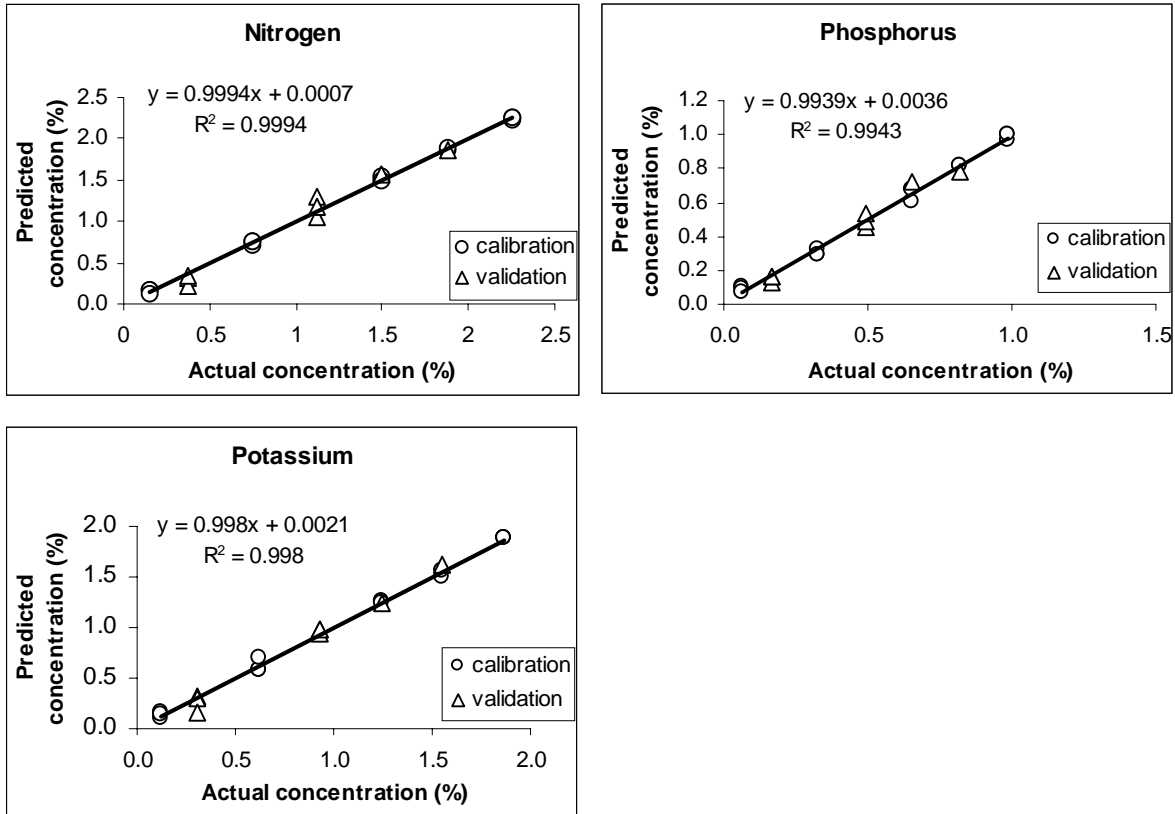 Nitrogen
y = 0.9994x + 0.0007
R² = 0.9994
2.5
2.0
1.5
1.0
0.5
0.0
0
0.5
1.0
1.5
2.0
2.5
Predicted
concentration (%)
Actual concentration (%)
calibration
validation
Phosphorus
y = 0.9939x + 0.0036
R² = 0.9943
1.2
1.0
0.8
0.6
0.4
0.2
0.0
0
0.5
1.0
1.5
Predicted
concentration (%)
Actual concentration (%)
calibration
validation
Potassium
y = 0.998x + 0.0021
R² = 0.998
2.0
1.5
1.0
0.5
0.0
0.0
0.5
1.0
1.5
2.0
Predicted
concentration (%)
Actual concentration (%)
calibration
validation